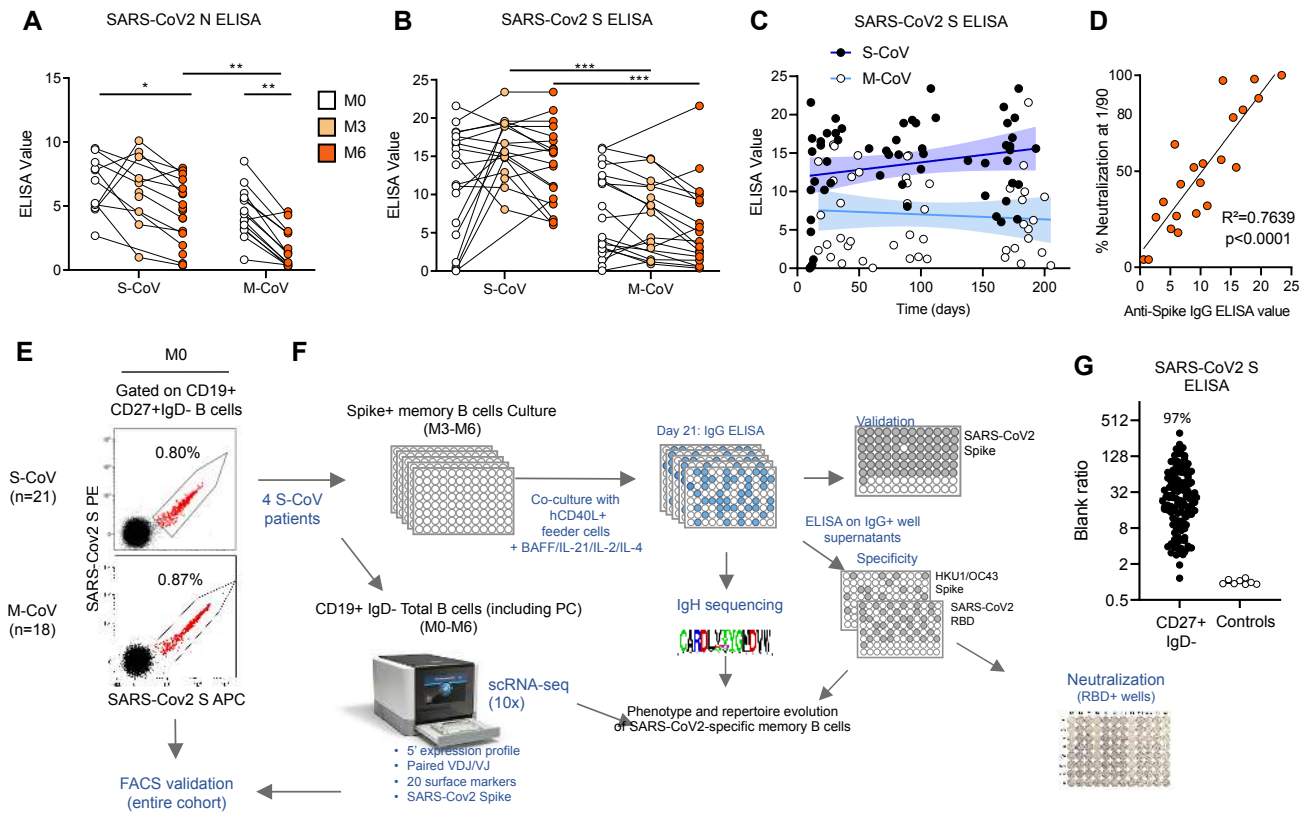 A
SARS-CoV2 N ELISA
ELISA Value
15
10
5
0
*
**
**
M0
M3
M6
S-CoV
M-CoV
B
SARS-Cov2 S ELISA
ELISA Value
25
20
15
10
5
0
***
***
S-CoV
M-CoV
C
SARS-CoV2 S ELISA
S-CoV
M-CoV
ELISA Value
25
20
15
10
5
0
0
50
100
150
200
Time (days)
D
% Neutralization at 1/90
100
50
0
R²=0.7639
p<0.0001
0
5
10
15
20
25
Anti-Spike IgG ELISA value
E
M0
Gated on CD19+
CD27+IgD- B cells
S-CoV
(n=21)
0.80%
M-CoV
(n=18)
0.87%
SARS-Cov2 S PE
SARS-Cov2 S APC
FACS validation
(entire cohort)
F
4 S-CoV
patients
Spike+ memory B cells Culture
(M3-M6)
Co-culture with
hCD40L+
feeder cells
+ BAFF/IL-21/IL-2/IL-4
Day 21: IgG ELISA
Validation
SARS-CoV2
Spike
ELISA on IgG+ well
supernatants
Specificity
HKU1/OC43
Spike
SARS-CoV2
RBD
IgH sequencing
CD19+ IgD- Total B cells (including PC)
(M0-M6)
scRNA-seq
(10x)
• 5' expression profile
• Paired VDJ/VJ
• 20 surface markers
• SARS-Cov2 Spike
Phenotype and repertoire evolution
of SARS-CoV2-specific memory B cells
Neutralization
(RBD+ wells)
G
SARS-CoV2 S
ELISA
Blank ratio
512
128
32
8
2
0.5
97%
CD27+
IgD-
Controls